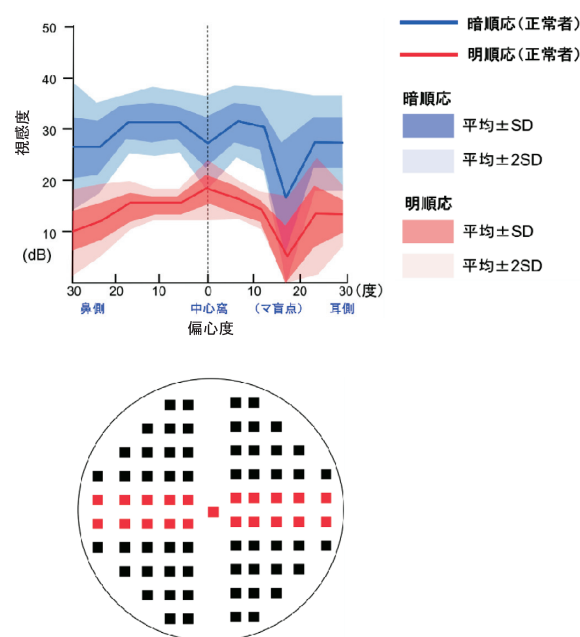 50
40
30
20
10
(dB)
視感度
30
20
10
0
10
20
30
(度)
鼻側
中心窩
(マ盲点)
耳側
偏心度
暗順応(正常者)
明順応(正常者)
暗順応
平均±SD
平均±2SD
明順応
平均±SD
平均±2SD